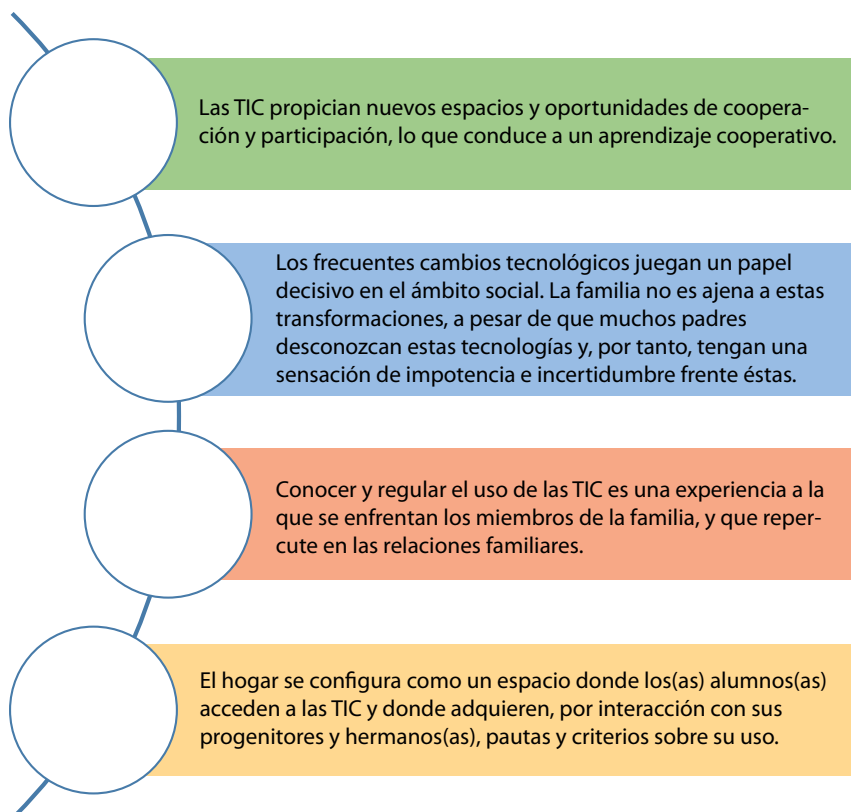 Las TIC propician nuevos espacios y oportunidades de coopera-
ción y participación, lo que conduce a un aprendizaje cooperativo.
Los frecuentes cambios tecnológicos juegan un papel
decisivo en el ámbito social. La familia no es ajena a estas
transformaciones, a pesar de que muchos padres
desconozcan estas tecnologías y, por tanto, tengan una
sensación de impotencia e incertidumbre frente éstas.
Conocer y regular el uso de las TIC es una experiencia a la
que se enfrentan los miembros de la familia, y que reper-
cute en las relaciones familiares.
El hogar se configura como un espacio donde los(as) alumnos(as)
acceden a las TIC y donde adquieren, por interacción con sus
progenitores y hermanos(as), pautas y criterios sobre su uso.